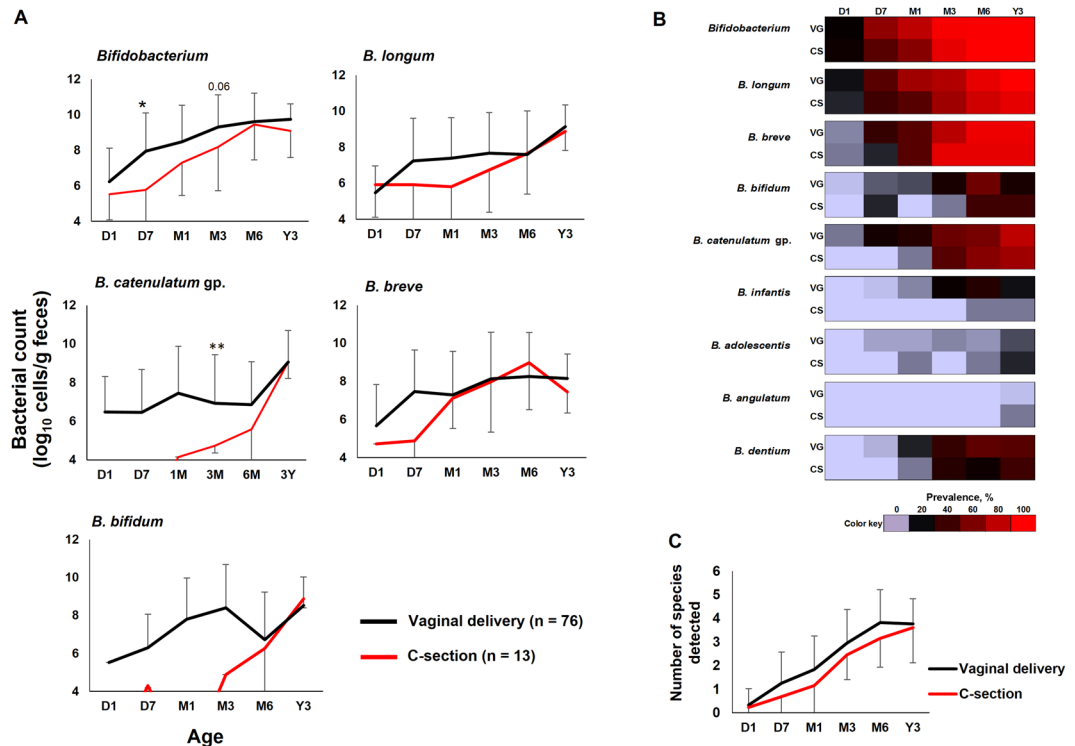 A
Bifidobacterium
12
10
8
6
4
*
0.06
D1 D7 M1 M3 M6 Y3
B. longum
12
10
8
6
4
D1 D7 M1 M3 M6 Y3
Bacterial count
(log10 cells/g feces)
B. catenulatum gp.
12
10
8
6
4
**
D1 D7 1M 3M 6M 3Y
B. breve
12
10
8
6
4
D1 D7 M1 M3 M6 Y3
B. bifidum
12
10
8
6
4
D1 D7 M1 M3 M6 Y3
Age
Vaginal delivery (n = 76)
C-section (n = 13)
B
D1 D7 M1 M3 M6 Y3
Bifidobacterium VG
CS
B. longum VG
CS
B. breve VG
CS
B. bifidum VG
CS
B. catenulatum gp. VG
CS
B. infantis VG
CS
B. adolescentis VG
CS
B. angulatum VG
CS
B. dentium VG
CS
Prevalence, %
0 20 40 60 80 100
Color key
C
Number of species
detected
6
5
4
3
2
1
0
D1 D7 M1 M3 M6 Y3
Vaginal delivery
C-section